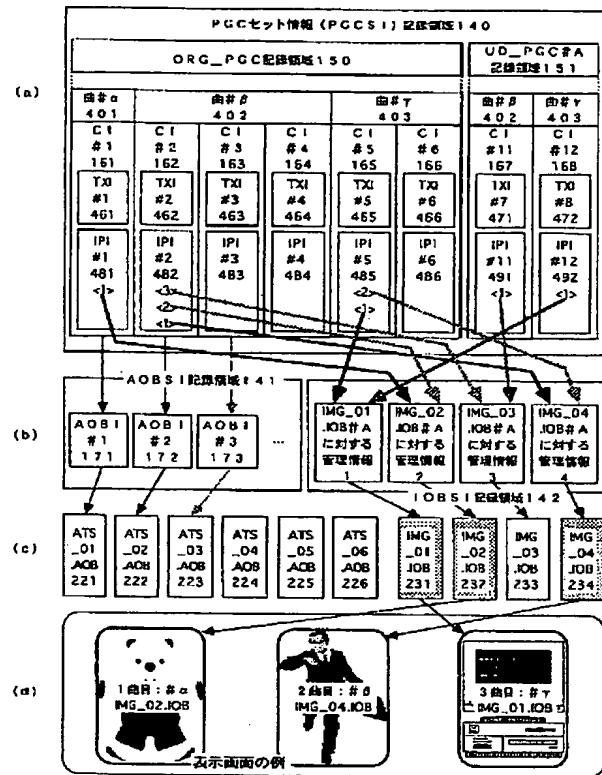 PGCセット情報(PGCSI)記録領域140
ORG_PGC記録領域150
UD_PGC#A
記録領域151
(a)
曲#α 曲#β 曲#γ 曲#β 曲#γ
401 402 403 402 403
CI CI CI CI CI CI CI CI
#1 #2 #3 #4 #5 #6 #11 #12
161 162 163 164 165 166 167 168
TXI TXI TXI TXI TXI TXI TXI TXI
#1 #2 #3 #4 #5 #6 #7 #8
461 462 463 464 465 466 471 472
IPI IPI IPI IPI IPI IPI IPI IPI
#1 #2 #3 #4 #5 #6 #11 #12
481 482 483 484 485 486 491 492
<1> <3> <2> <1> <1>
<2> <1>
<1>
AOBSI記録領域141
(b)
AOBI AOBI AOBI ...
#1 #2 #3
171 172 173
IMG_01 IMG_02 IMG_03 IMG_04
.IOB#A .IOB#A .IOB#A .IOB#A
に対する に対する に対する に対する
管理情報 管理情報 管理情報 管理情報
1 2 3 4
IOBSI記録領域142
(c)
ATS ATS ATS ATS ATS ATS IMG IMG IMG IMG
_01 _02 _03 _04 _05 _06 _01 _02 _03 _04
.AOB .AOB .AOB .AOB .AOB .AOB .IOB .IOB .IOB .IOB
221 222 223 224 225 226 231 232 233 234
(d)
1曲目:#α 2曲目:#β 3曲目:#γ
IMG_02.IOB IMG_04.IOB IMG_01.IOB
表示画面の例